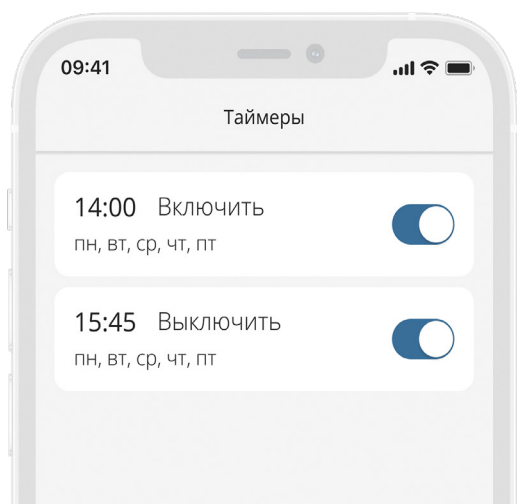 09:41
Таймеры
14:00 Включить
пн, вт, ср, чт, пт
15:45 Выключить
пн, вт, ср, чт, пт